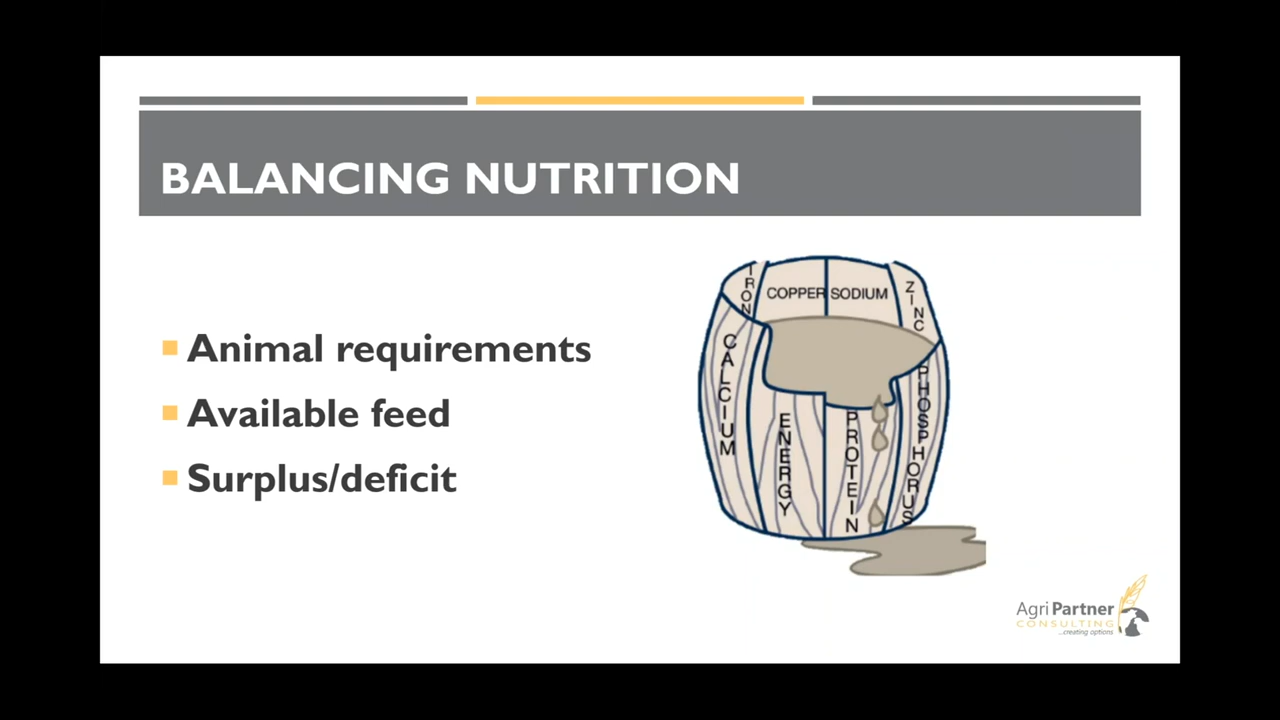 BALANCING NUTRITION
Animal requirements
Available feed
Surplus/deficit
IRON
COPPER
SODIUM
ZINC
CALCIUM
ENERGY
PROTEIN
PHOSPHORUS
Agri Partner
CONSULTING
...creating options